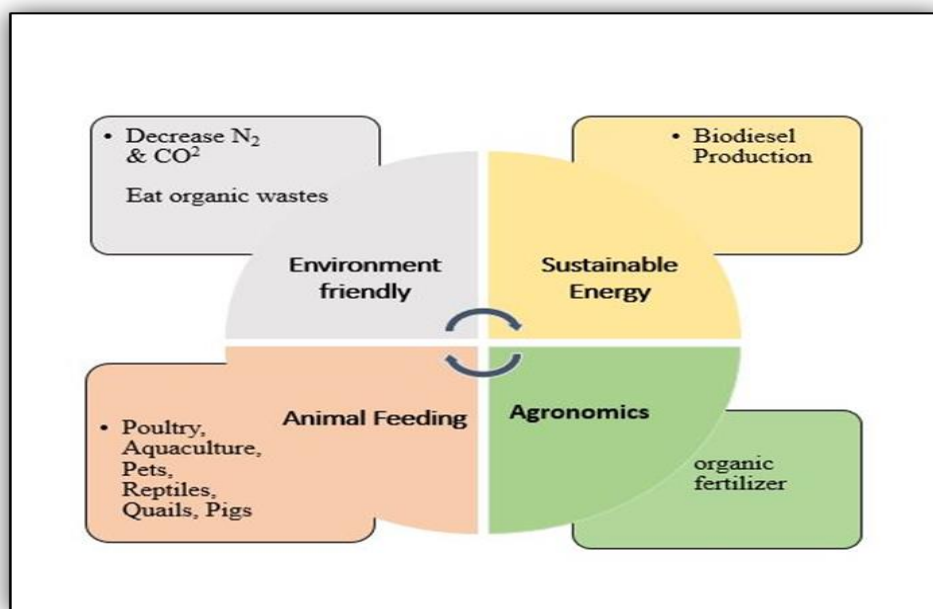 • Decrease N₂
& CO²
Eat organic wastes
• Biodiesel
Production
Environment
friendly
Sustainable
Energy
Animal Feeding
Agronomics
• Poultry,
Aquaculture,
Pets,
Reptiles,
Quails, Pigs
organic
fertilizer